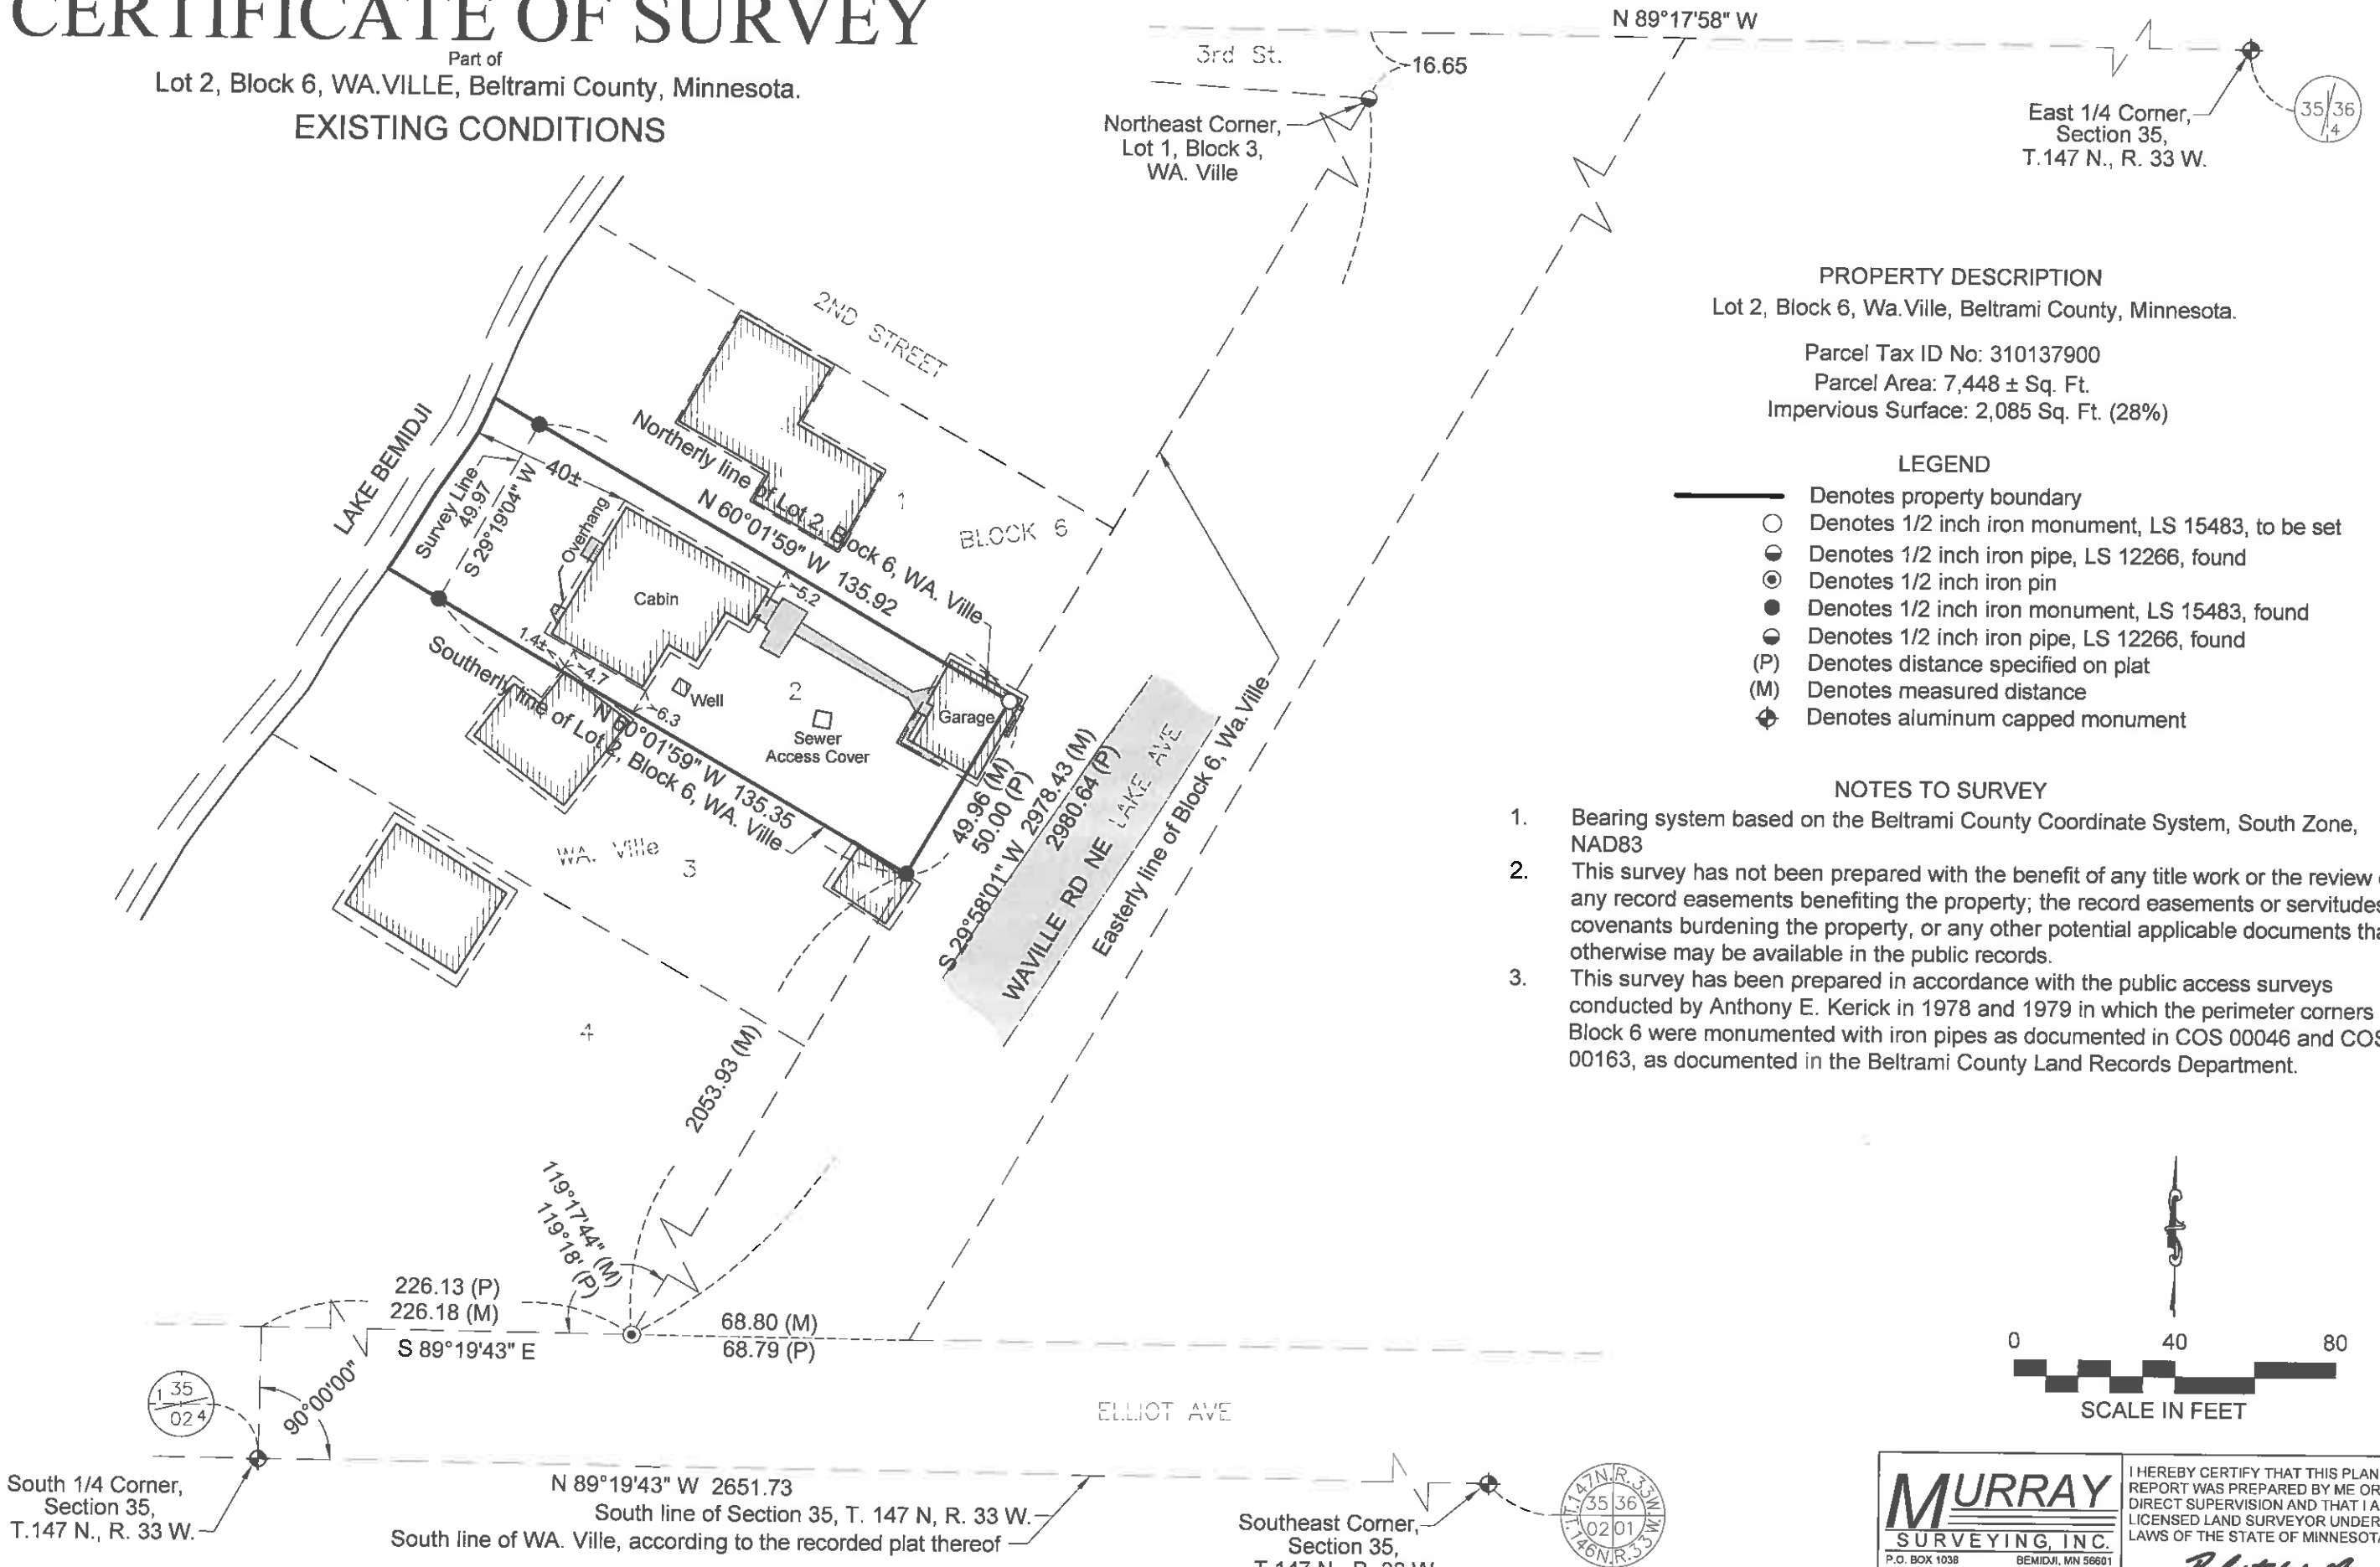 CERTIFICATE OF SURVEY
Part of
Lot 2, Block 6, WA.VILLE, Beltrami County, Minnesota.
EXISTING CONDITIONS
N 89°17'58" W
3rd St.
16.65
Northeast Corner,
Lot 1, Block 3,
WA. Ville
East 1/4 Corner,
Section 35,
T.147 N., R. 33 W.
35 36
4
2ND STREET
LAKE BEMIDJI
Survey Line
49.97
S 29°19'04" W
40±
Overhang
Northerly line of Lot 2, Block 6, WA. Ville
N 60°01'59" W 135.92
1
BLOCK 6
Cabin
5.2
1.4±
4.7
6.3
Well
2
Sewer
Access Cover
Garage
Southerly line of Lot 2, Block 6, WA. Ville
N 60°01'59" W 135.35
49.96 (M)
50.00 (P)
S 29°58'01" W 2978.43 (M)
2980.64 (P)
WAVILLE RD NE LAKE AVE
Easterly line of Block 6, Wa.Ville
WA. Ville
3
4
2053.93 (M)
119°17'44" (M)
119°18' (P)
226.13 (P)
226.18 (M)
S 89°19'43" E
68.80 (M)
68.79 (P)
90°00'00"
1 35
02 4
ELLIOT AVE
South 1/4 Corner,
Section 35,
T.147 N., R. 33 W.
N 89°19'43" W 2651.73
South line of Section 35, T. 147 N, R. 33 W.
South line of WA. Ville, according to the recorded plat thereof
Southeast Corner,
Section 35,
T.147 N.,R.33W.
35 36
02 01
T.146N.R.33W.
PROPERTY DESCRIPTION
Lot 2, Block 6, Wa.Ville, Beltrami County, Minnesota.
Parcel Tax ID No: 310137900
Parcel Area: 7,448 ± Sq. Ft.
Impervious Surface: 2,085 Sq. Ft. (28%)
LEGEND
Denotes property boundary
Denotes 1/2 inch iron monument, LS 15483, to be set
Denotes 1/2 inch iron pipe, LS 12266, found
Denotes 1/2 inch iron pin
Denotes 1/2 inch iron monument, LS 15483, found
Denotes 1/2 inch iron pipe, LS 12266, found
(P) Denotes distance specified on plat
(M) Denotes measured distance
Denotes aluminum capped monument
NOTES TO SURVEY
1. Bearing system based on the Beltrami County Coordinate System, South Zone,
NAD83
2. This survey has not been prepared with the benefit of any title work or the review
any record easements benefiting the property; the record easements or servitudes
covenants burdening the property, or any other potential applicable documents
otherwise may be available in the public records.
3. This survey has been prepared in accordance with the public access surveys
conducted by Anthony E. Kerick in 1978 and 1979 in which the perimeter corners
Block 6 were monumented with iron pipes as documented in COS 00046 and
00163, as documented in the Beltrami County Land Records Department.
0 40 80
SCALE IN FEET
MURRAY
SURVEYING, INC.
P.O. BOX 1038 BEMIDJI, MN 56601
I HEREBY CERTIFY THAT THIS PLAN
REPORT WAS PREPARED BY ME OR
DIRECT SUPERVISION AND THAT I
LICENSED LAND SURVEYOR UNDER
LAWS OF THE STATE OF